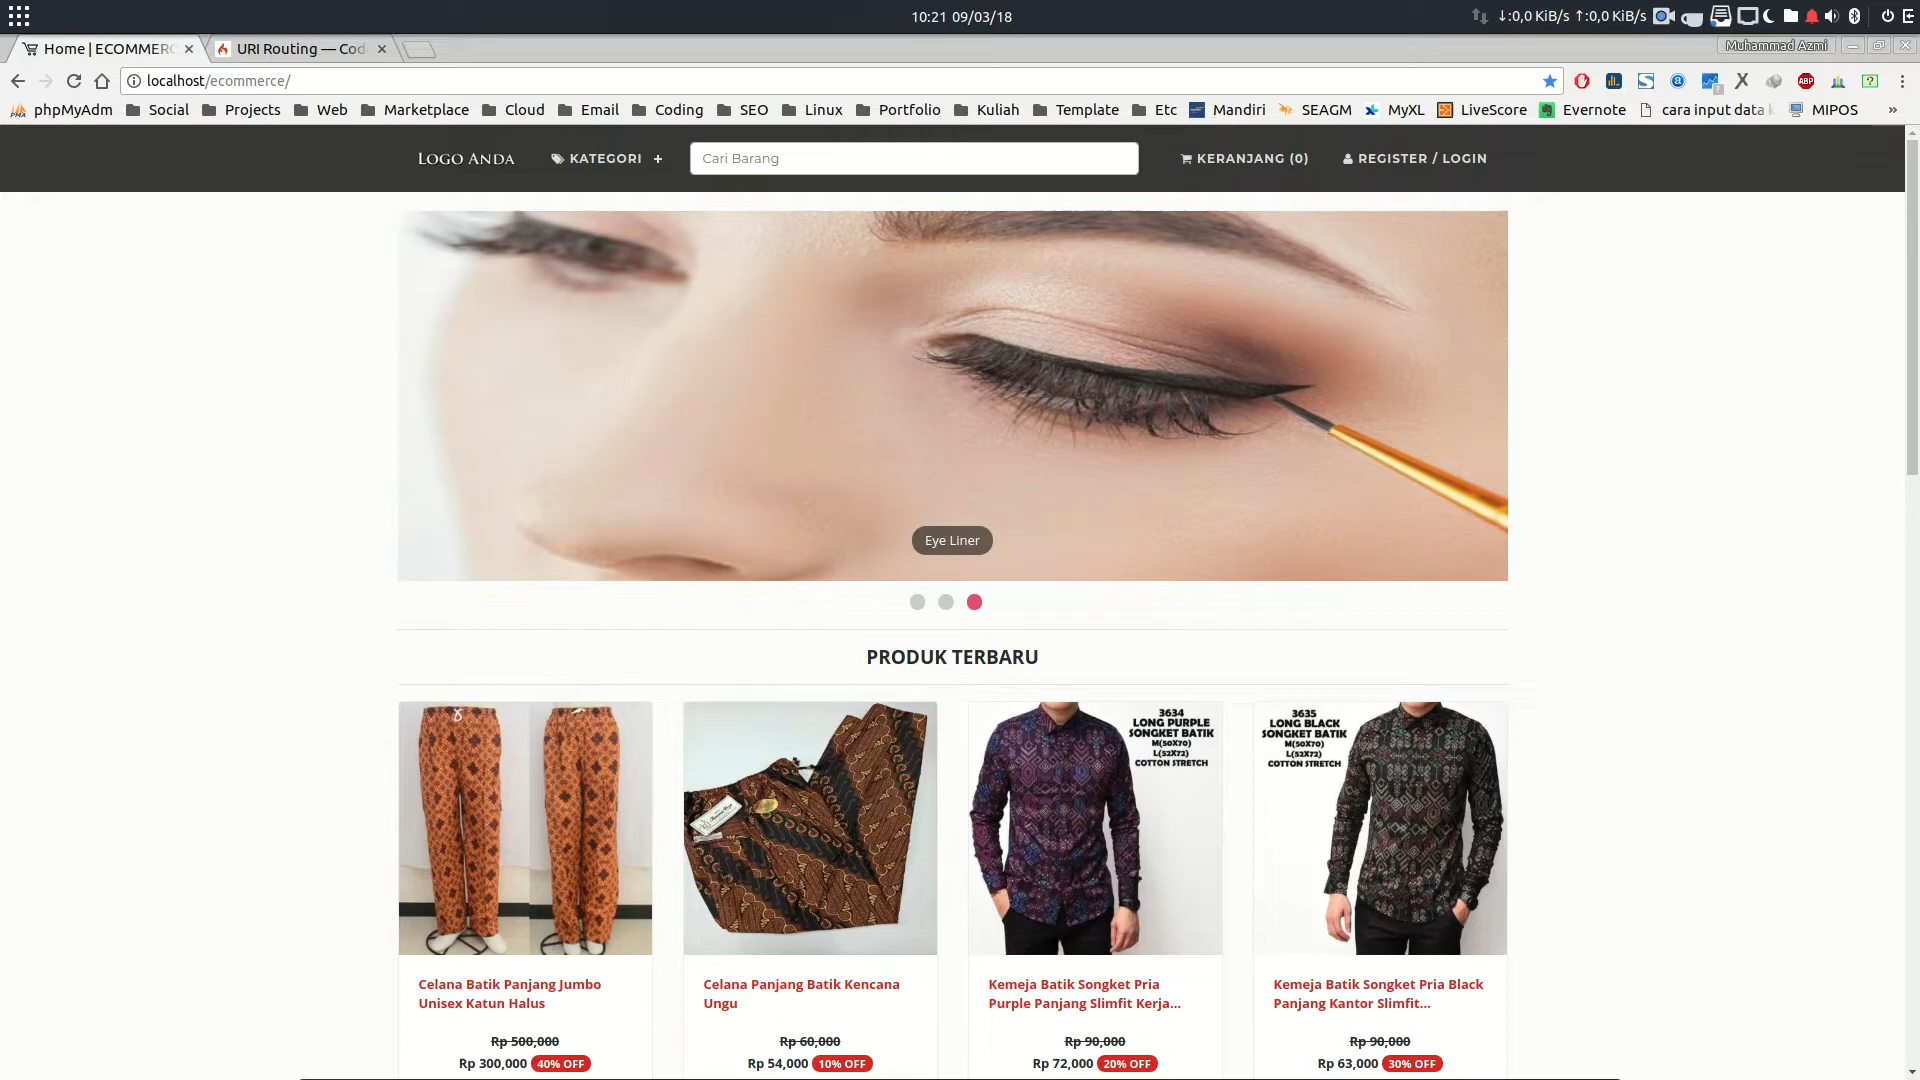 10:21 09/03/18
↓:0,0 KiB/s ↑:0,0 KiB/s
Home | ECOMMER
URI Routing — Cod
Muhammad Azmi
localhost/ecommerce/
phpMyAdm Social Projects Web Marketplace Cloud Email Coding SEO Linux Portfolio Kuliah Template Etc Mandiri SEAGM MyXL LiveScore Evernote cara input data MIPOS »
LOGO ANDA
KATEGORI +
Cari Barang
KERANJANG (0)
REGISTER / LOGIN
Eye Liner
PRODUK TERBARU
3634
LONG PURPLE
SONGKET BATIK
M(50X70)
L(52X72)
COTTON STRETCH
3635
LONG BLACK
SONGKET BATIK
M(50X70)
L(52X72)
COTTON STRETCH
Celana Batik Panjang Jumbo
Unisex Katun Halus
Rp 500,000
Rp 300,000 40% OFF
Celana Panjang Batik Kencana
Ungu
Rp 60,000
Rp 54,000 10% OFF
Kemeja Batik Songket Pria
Purple Panjang Slimfit Kerja...
Rp 90,000
Rp 72,000 20% OFF
Kemeja Batik Songket Pria Black
Panjang Kantor Slimfit...
Rp 90,000
Rp 63,000 30% OFF